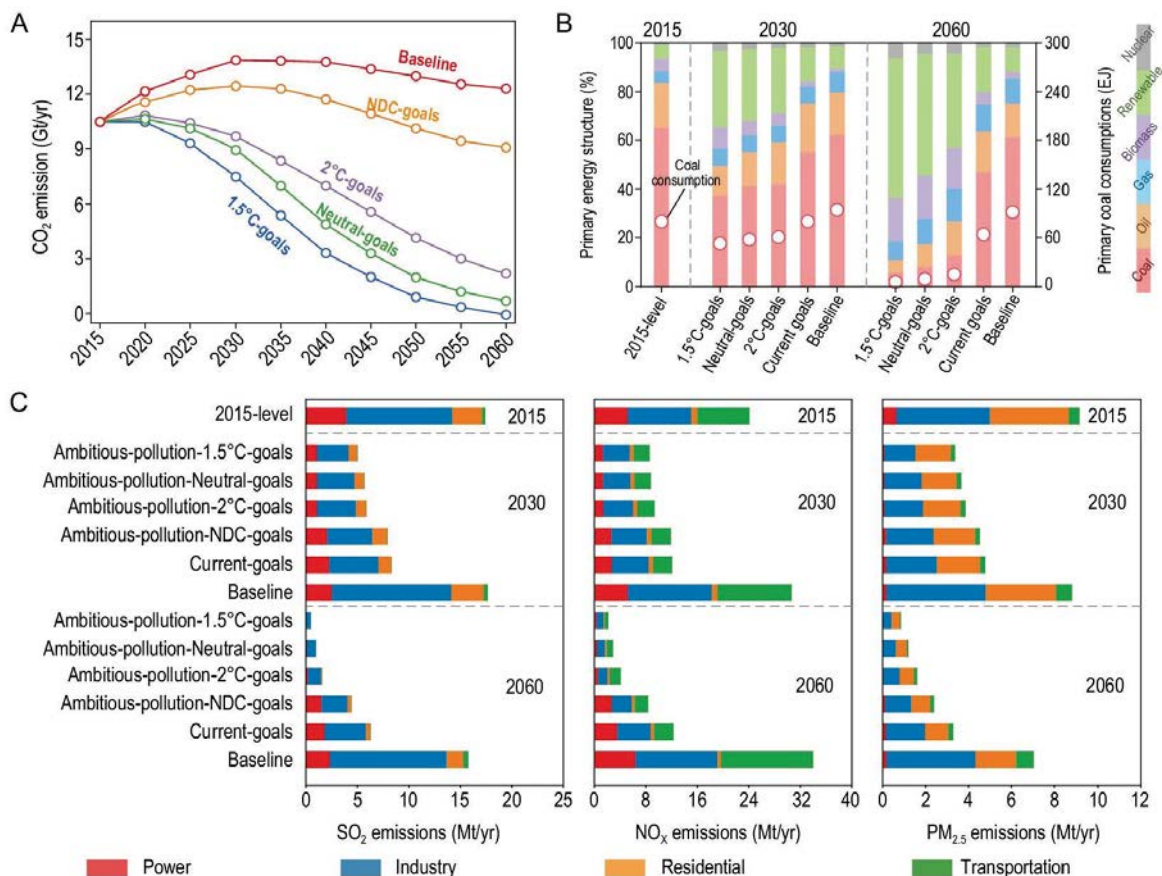 A
CO2 emission (Gt/yr)
15
12
9
6
3
0
Baseline
NDC-goals
2°C-goals
Neutral-goals
1.5°C-goals
2015
2020
2025
2030
2035
2040
2045
2050
2055
2060
B
2015
2030
2060
Primary energy structure (%)
100
80
60
40
20
0
Coal
consumption
300
240
180
120
60
0
Primary coal consumptions (EJ)
2015-level
1.5°C-goals
Neutral-goals
2°C-goals
Current goals
Baseline
1.5°C-goals
Neutral-goals
2°C-goals
Current goals
Baseline
Nuclear
Renewable
Biomass
Gas
Oil
Coal
C
2015-level
Ambitious-pollution-1.5°C-goals
Ambitious-pollution-Neutral-goals
Ambitious-pollution-2°C-goals
Ambitious-pollution-NDC-goals
Current-goals
Baseline
Ambitious-pollution-1.5°C-goals
Ambitious-pollution-Neutral-goals
Ambitious-pollution-2°C-goals
Ambitious-pollution-NDC-goals
Current-goals
Baseline
2015
2030
2060
0 5 10 15 20 25
SO2 emissions (Mt/yr)
2015
2030
2060
0 8 16 24 32 40
NOX emissions (Mt/yr)
2015
2030
2060
0 2 4 6 8 10 12
PM2.5 emissions (Mt/yr)
Power
Industry
Residential
Transportation